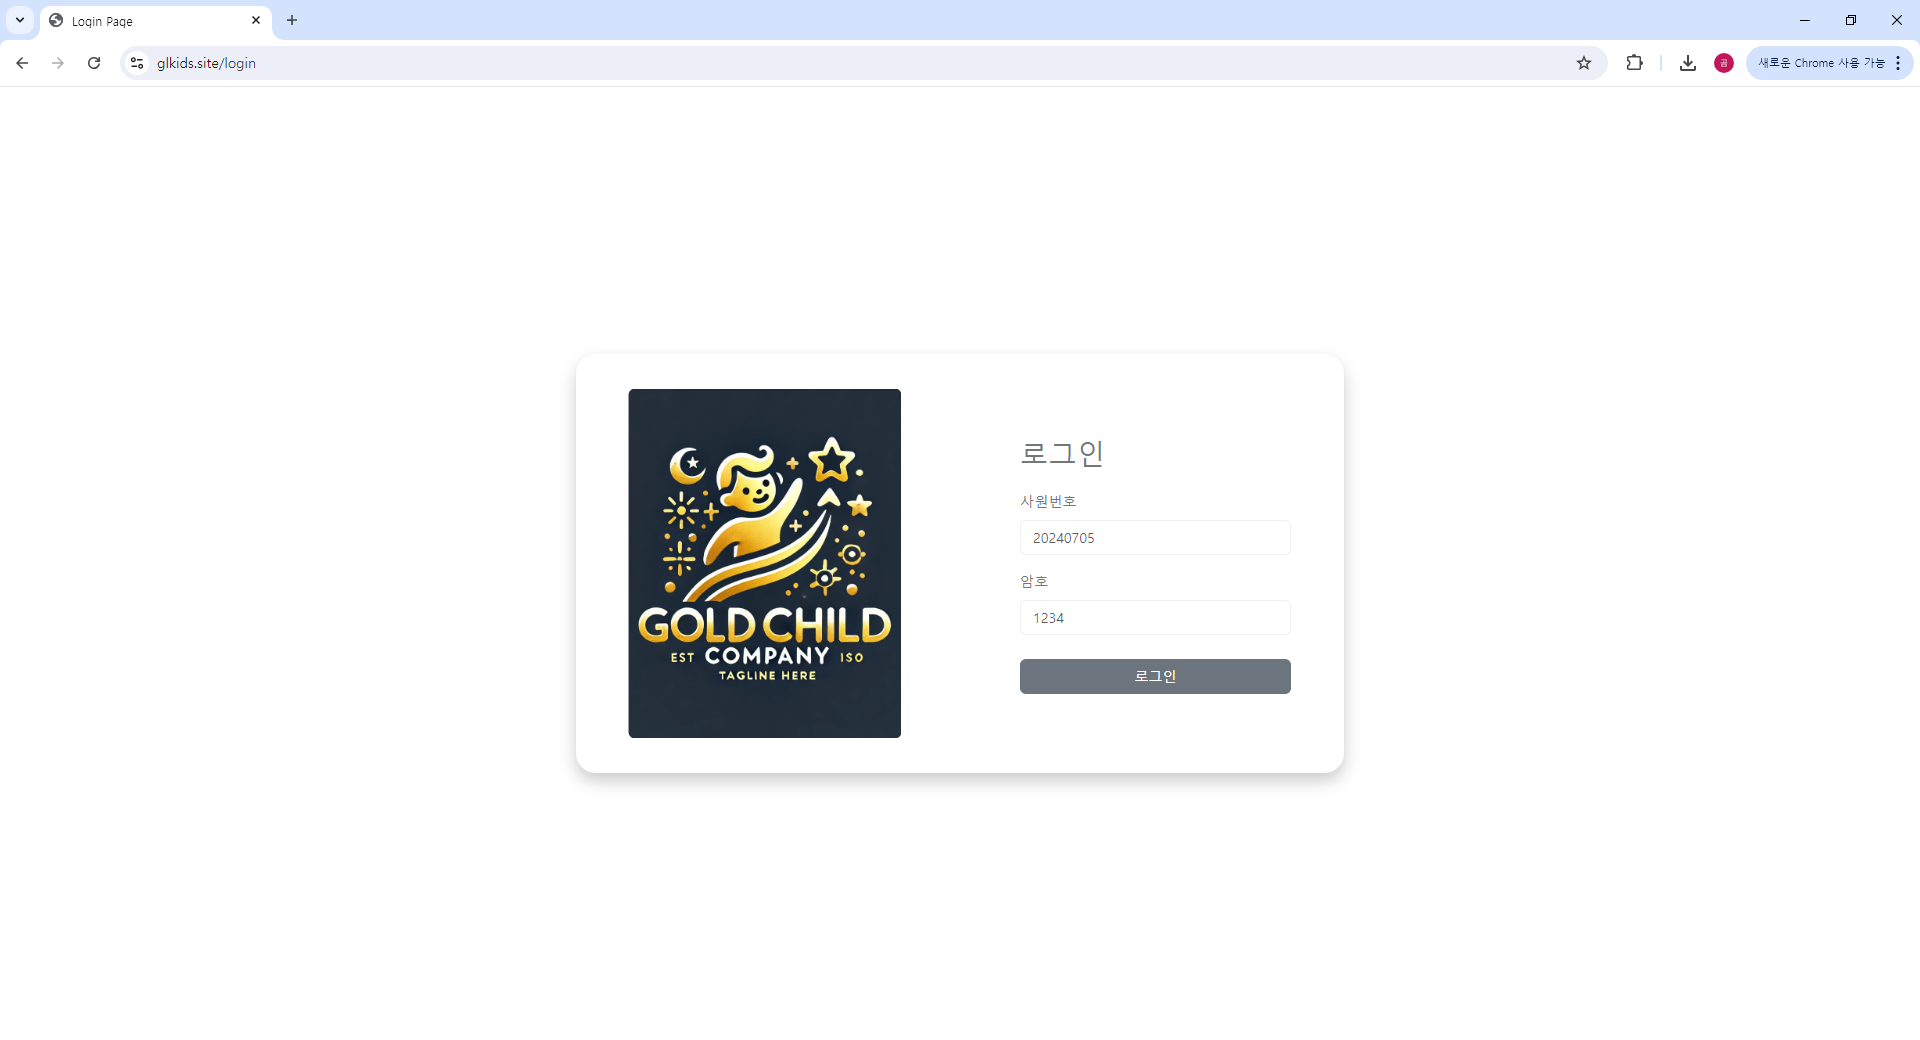 Login Page
glkids.site/login
새로운 Chrome 사용 가능
GOLD CHILD
EST COMPANY ISO
TAGLINE HERE
로그인
사원번호
20240705
암호
1234
로그인